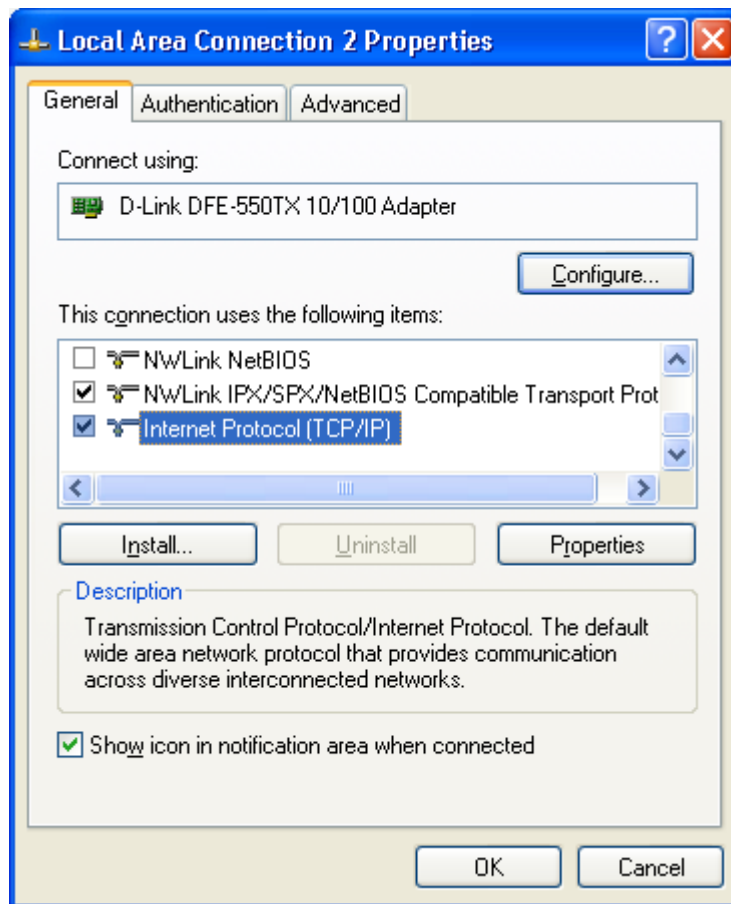 Local Area Connection 2 Properties
General Authentication Advanced
Connect using:
D-Link DFE-550TX 10/100 Adapter
Configure...
This connection uses the following items:
NWLink NetBIOS
NWLink IPX/SPX/NetBIOS Compatible Transport Prot
Internet Protocol (TCP/IP)
Install... Uninstall Properties
Description
Transmission Control Protocol/Internet Protocol. The default
wide area network protocol that provides communication
across diverse interconnected networks.
Show icon in notification area when connected
OK Cancel